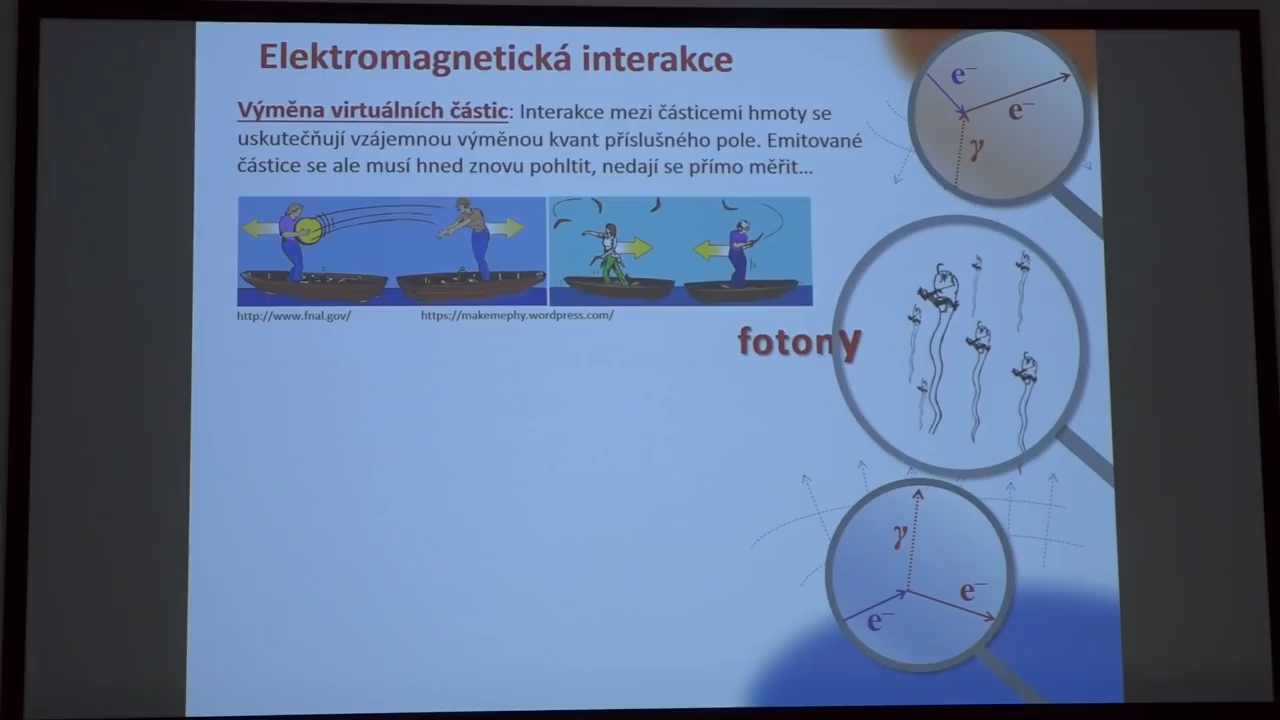 Elektromagnetická interakce
Výměna virtuálních částic: Interakce mezi částicemi hmoty se
uskutečňují vzájemnou výměnou kvant příslušného pole. Emitované
částice se ale musí hned znovu pohltit, nedají se přímo měřit…
http://www.fnal.gov/
https://makemephy.wordpress.com/
e⁻
e⁻
γ
fotony
γ
e⁻
e⁻